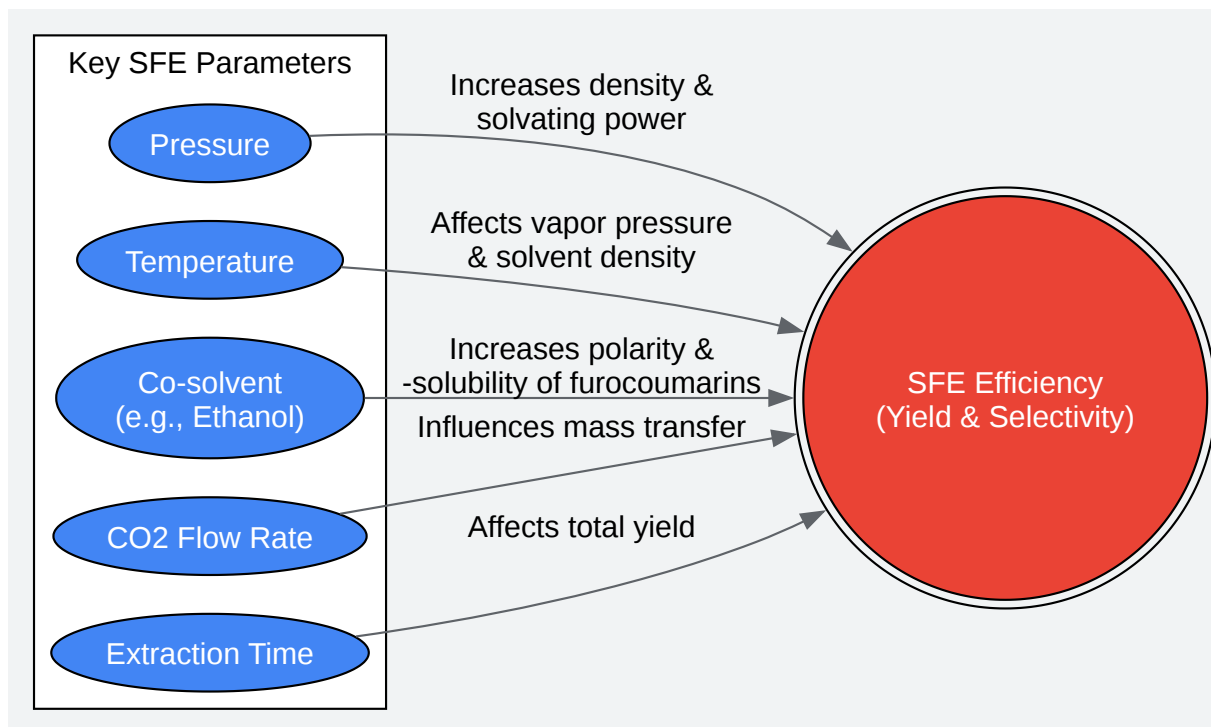 Key SFE Parameters
Pressure
Temperature
Co-solvent
(e.g., Ethanol)
CO2 Flow Rate
Extraction Time
Increases density &
solvating power
Affects vapor pressure
& solvent density
Increases polarity &
-solubility of furocoumarins
Influences mass transfer
Affects total yield
SFE Efficiency
(Yield & Selectivity)